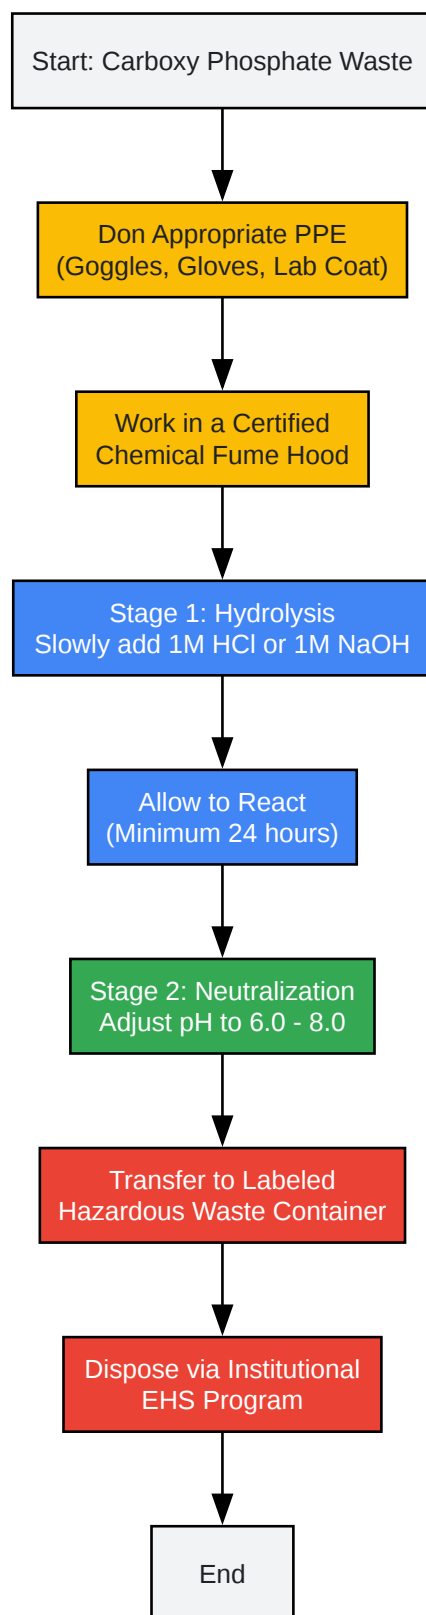 Start: Carboxy Phosphate Waste
Don Appropriate PPE
(Goggles, Gloves, Lab Coat)
Work in a Certified
Chemical Fume Hood
Stage 1: Hydrolysis
Slowly add 1M HCl or 1M NaOH
Allow to React
(Minimum 24 hours)
Stage 2: Neutralization
Adjust pH to 6.0 - 8.0
Transfer to Labeled
Hazardous Waste Container
Dispose via Institutional
EHS Program
End